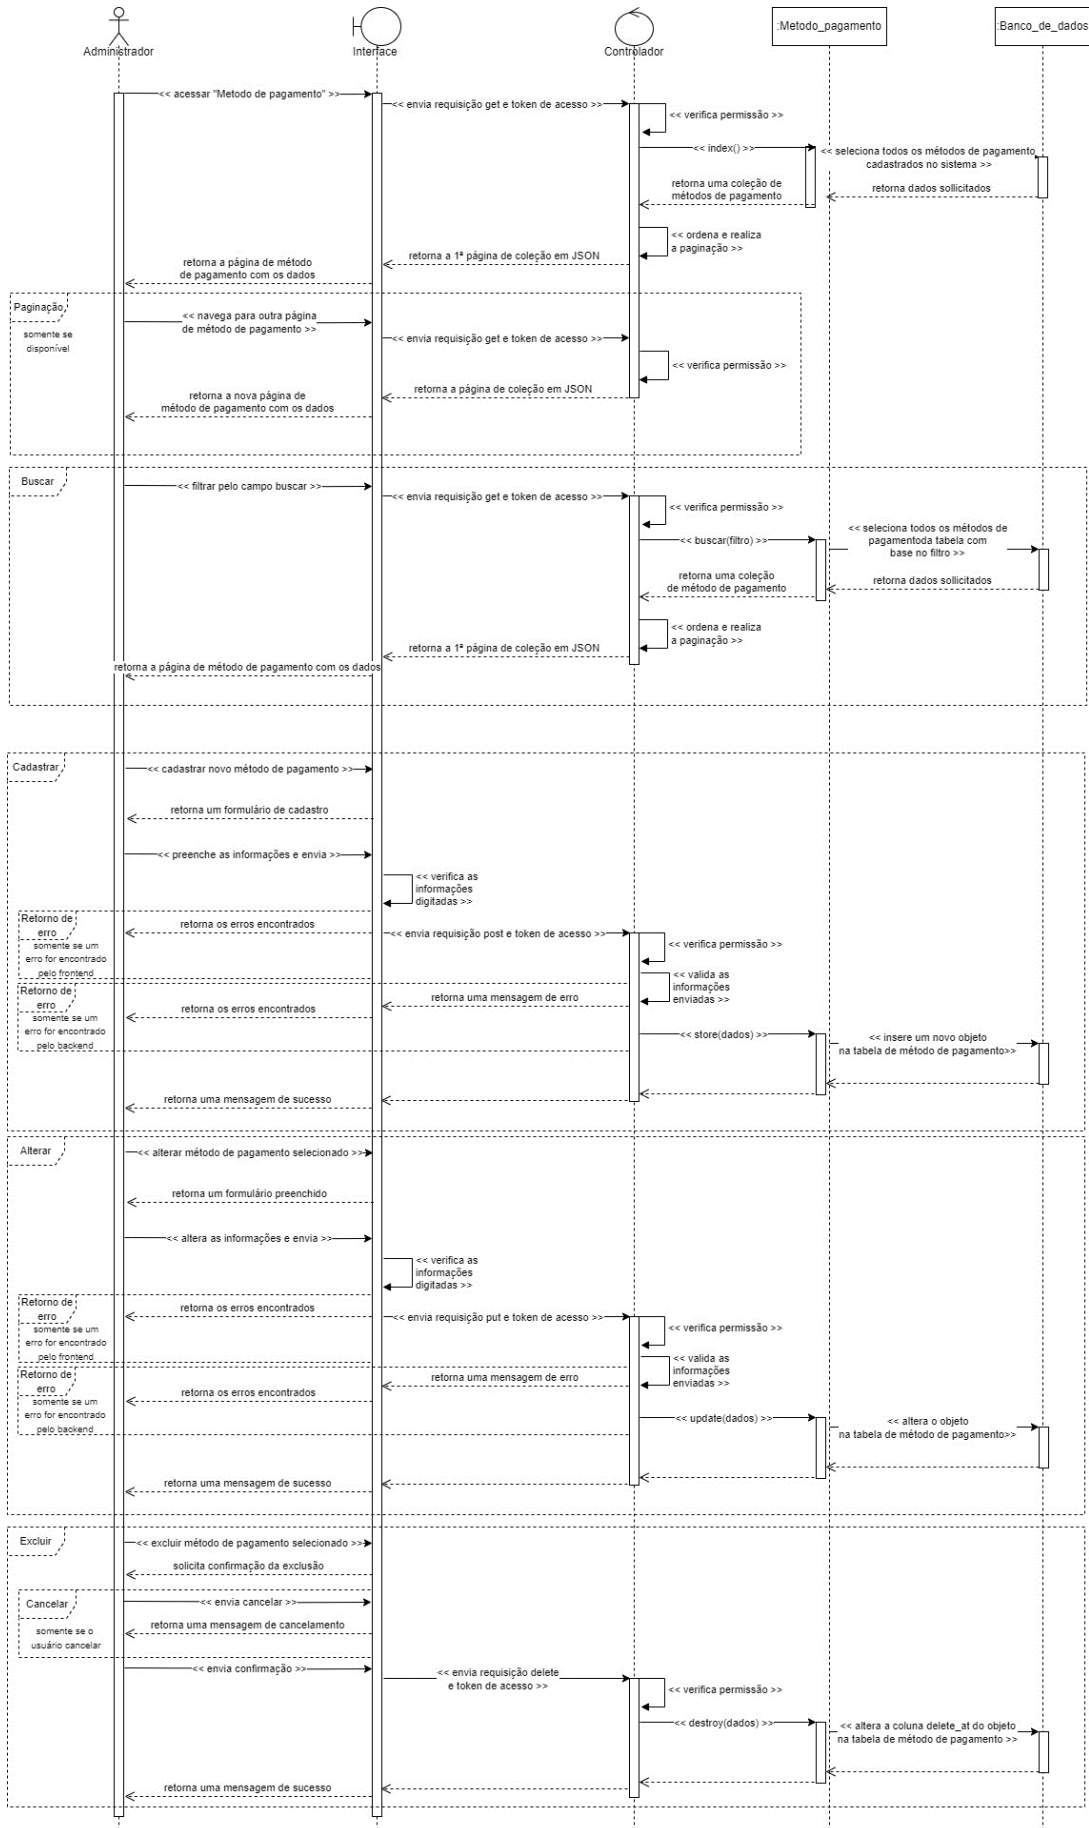 Administrador
Interface
Controlador
:Metodo_pagamento
:Banco_de_dados
<< acessar "Metodo de pagamento" >>
<< envia requisição get e token de acesso >>
<< verifica permissão >>
<< index() >>
<< seleciona todos os métodos de pagamento
cadastrados no sistema >>
retorna dados sollicitados
retorna uma coleção de
métodos de pagamento
<< ordena e realiza
a paginação >>
retorna a 1ª página de coleção em JSON
retorna a página de método
de pagamento com os dados
Paginação
somente se
disponível
<< navega para outra página
de método de pagamento >>
<< envia requisição get e token de acesso >>
<< verifica permissão >>
retorna a página de coleção em JSON
retorna a nova página de
método de pagamento com os dados
Buscar
<< filtrar pelo campo buscar >>
<< envia requisição get e token de acesso >>
<< verifica permissão >>
<< buscar(filtro) >>
<< seleciona todos os métodos de
pagamentoda tabela com
base no filtro >>
retorna dados sollicitados
retorna uma coleção
de método de pagamento
<< ordena e realiza
a paginação >>
retorna a 1ª página de coleção em JSON
retorna a página de método de pagamento com os dados
Cadastrar
<< cadastrar novo método de pagamento >>
retorna um formulário de cadastro
<< preenche as informações e envia >>
<< verifica as
informações
digitadas >>
Retorno de
erro
somente se um
erro for encontrado
pelo frontend
retorna os erros encontrados
<< envia requisição post e token de acesso >>
<< verifica permissão >>
<< valida as
informações
enviadas >>
Retorno de
erro
somente se um
erro for encontrado
pelo backend
retorna uma mensagem de erro
retorna os erros encontrados
<< store(dados) >>
<< insere um novo objeto
na tabela de método de pagamento>>
retorna uma mensagem de sucesso
Alterar
<< alterar método de pagamento selecionado >>
retorna um formulário preenchido
<< altera as informações e envia >>
<< verifica as
informações
digitadas >>
Retorno de
erro
somente se um
erro for encontrado
pelo frontend
retorna os erros encontrados
<< envia requisição put e token de acesso >>
<< verifica permissão >>
<< valida as
informações
enviadas >>
Retorno de
erro
somente se um
erro for encontrado
pelo backend
retorna uma mensagem de erro
retorna os erros encontrados
<< update(dados) >>
<< altera o objeto
na tabela de método de pagamento>>
retorna uma mensagem de sucesso
Excluir
<< excluir método de pagamento selecionado >>
solicita confirmação da exclusão
Cancelar
somente se o
usuário cancelar
<< envia cancelar >>
retorna uma mensagem de cancelamento
<< envia confirmação >>
<< envia requisição delete
e token de acesso >>
<< verifica permissão >>
<< destroy(dados) >>
<< altera a coluna delete_at do objeto
na tabela de método de pagamento >>
retorna uma mensagem de sucesso